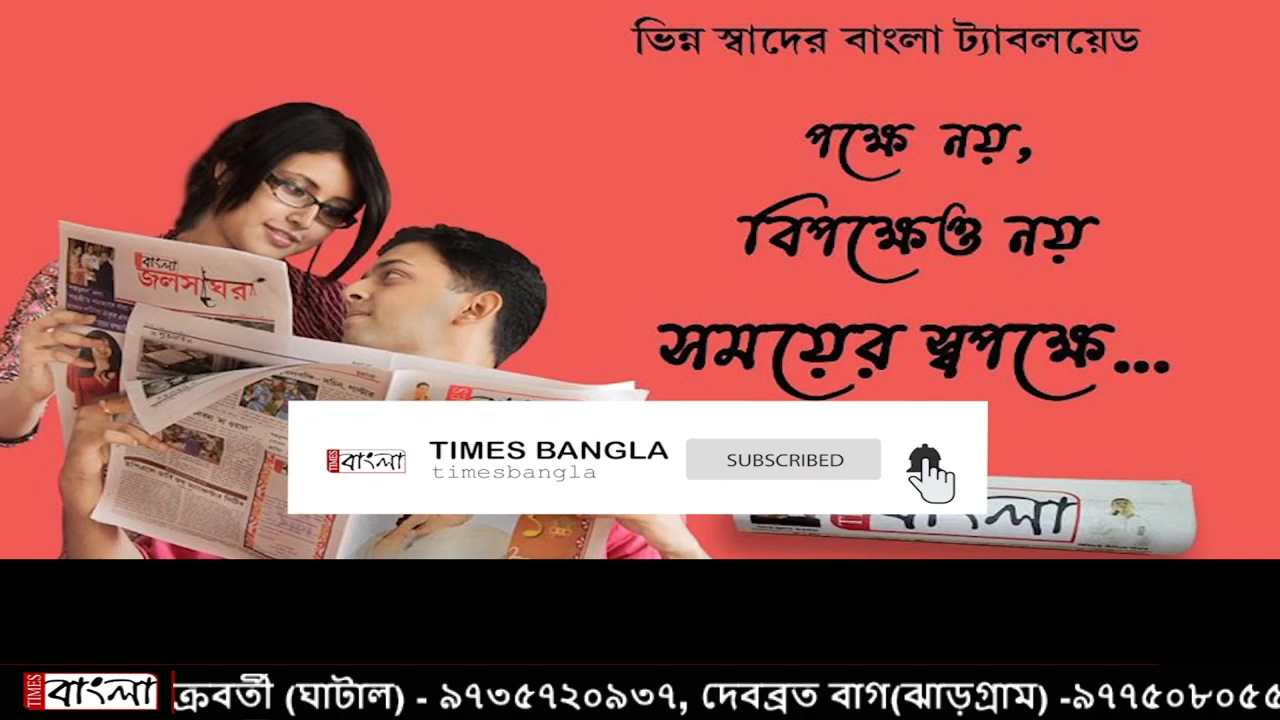 ভিন্ন স্বাদের বাংলা ট্যাবলয়েড
পক্ষে নয়,
বিপক্ষেও নয়
সময়ের স্বপক্ষে...
বাংলা
জলসাঘর
TIMES বাংলা
TIMES BANGLA
timesbangla
SUBSCRIBED
বাংলা
TIMES বাংলা
ক্রবর্তী (ঘাটাল) - ৯৭৩৫৭২০৯৩৭, দেবব্রত বাগ(ঝাড়গ্রাম) -৯৭৭৫০৮০৫৫